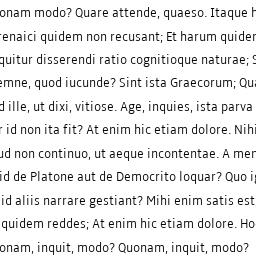 onam modo? Quare attende, quaeso. Itaque h
renaici quidem non recusant; Et harum quider
quitur disserendi ratio cognitioque naturae; S
emne, quod iucunde? Sint ista Graecorum; Qua
d ille, ut dixi, vitiose. Age, inquies, ista parva
r id non ita fit? At enim hic etiam dolore. Nihi
ud non continuo, ut aeque incontentae. A mer
id de Platone aut de Democrito loquar? Quo ig
id aliis narrare gestiant? Mihi enim satis est
quidem reddes; At enim hic etiam dolore. Ho
onam, inquit, modo? Quonam, inquit, modo?